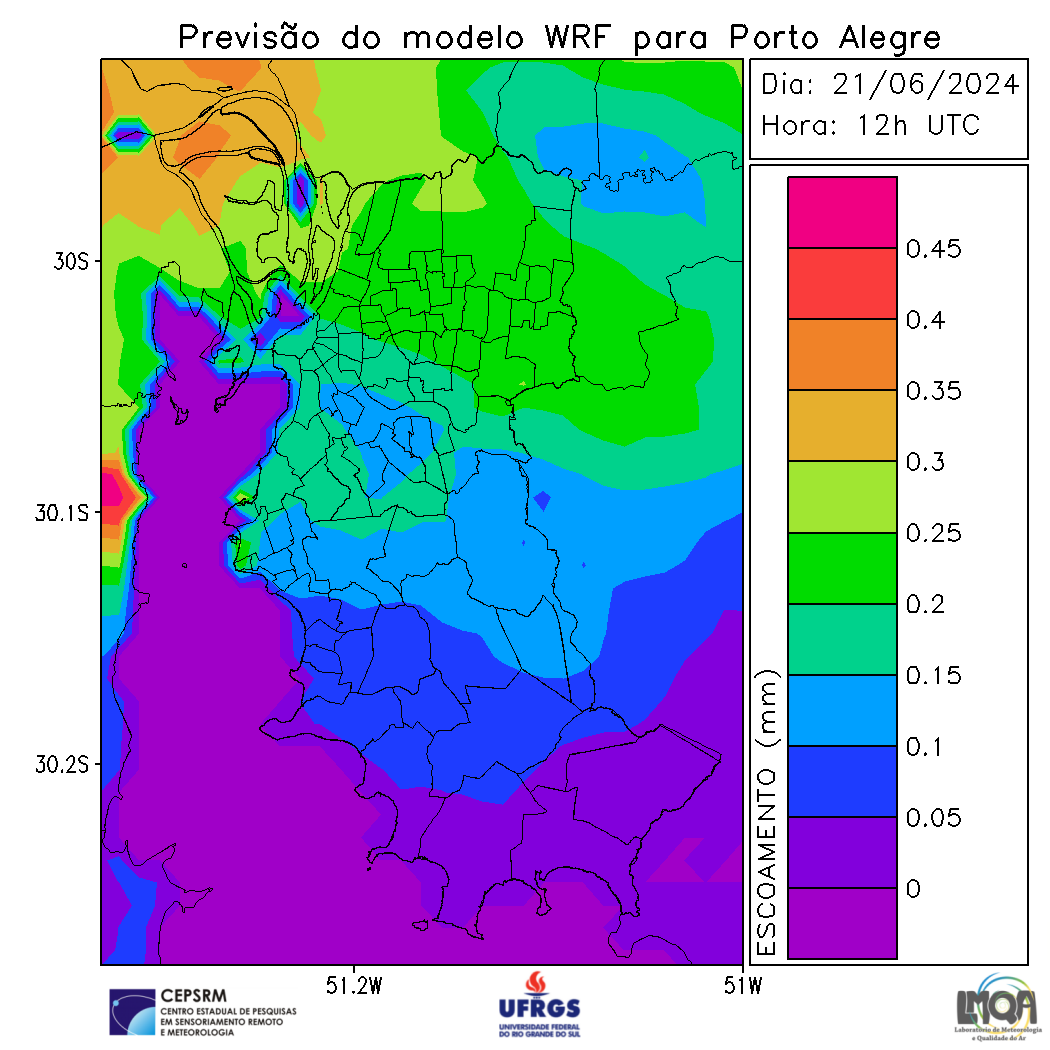 Previsão do modelo WRF para Porto Alegre
Dia: 21/06/2024
Hora: 12h UTC
30S
30.1S
30.2S
51.2W
51W
0.45
0.4
0.35
0.3
0.25
0.2
0.15
0.1
0.05
0
ESCOAMENTO (mm)
CEPSRM
CENTRO ESTADUAL DE PESQUISAS
EM SENSORIAMENTO REMOTO
E METEOROLOGIA
UFRGS
UNIVERSIDADE FEDERAL
DO RIO GRANDE DO SUL
LMQA
Laboratório de Meteorologia
e Qualidade do Ar